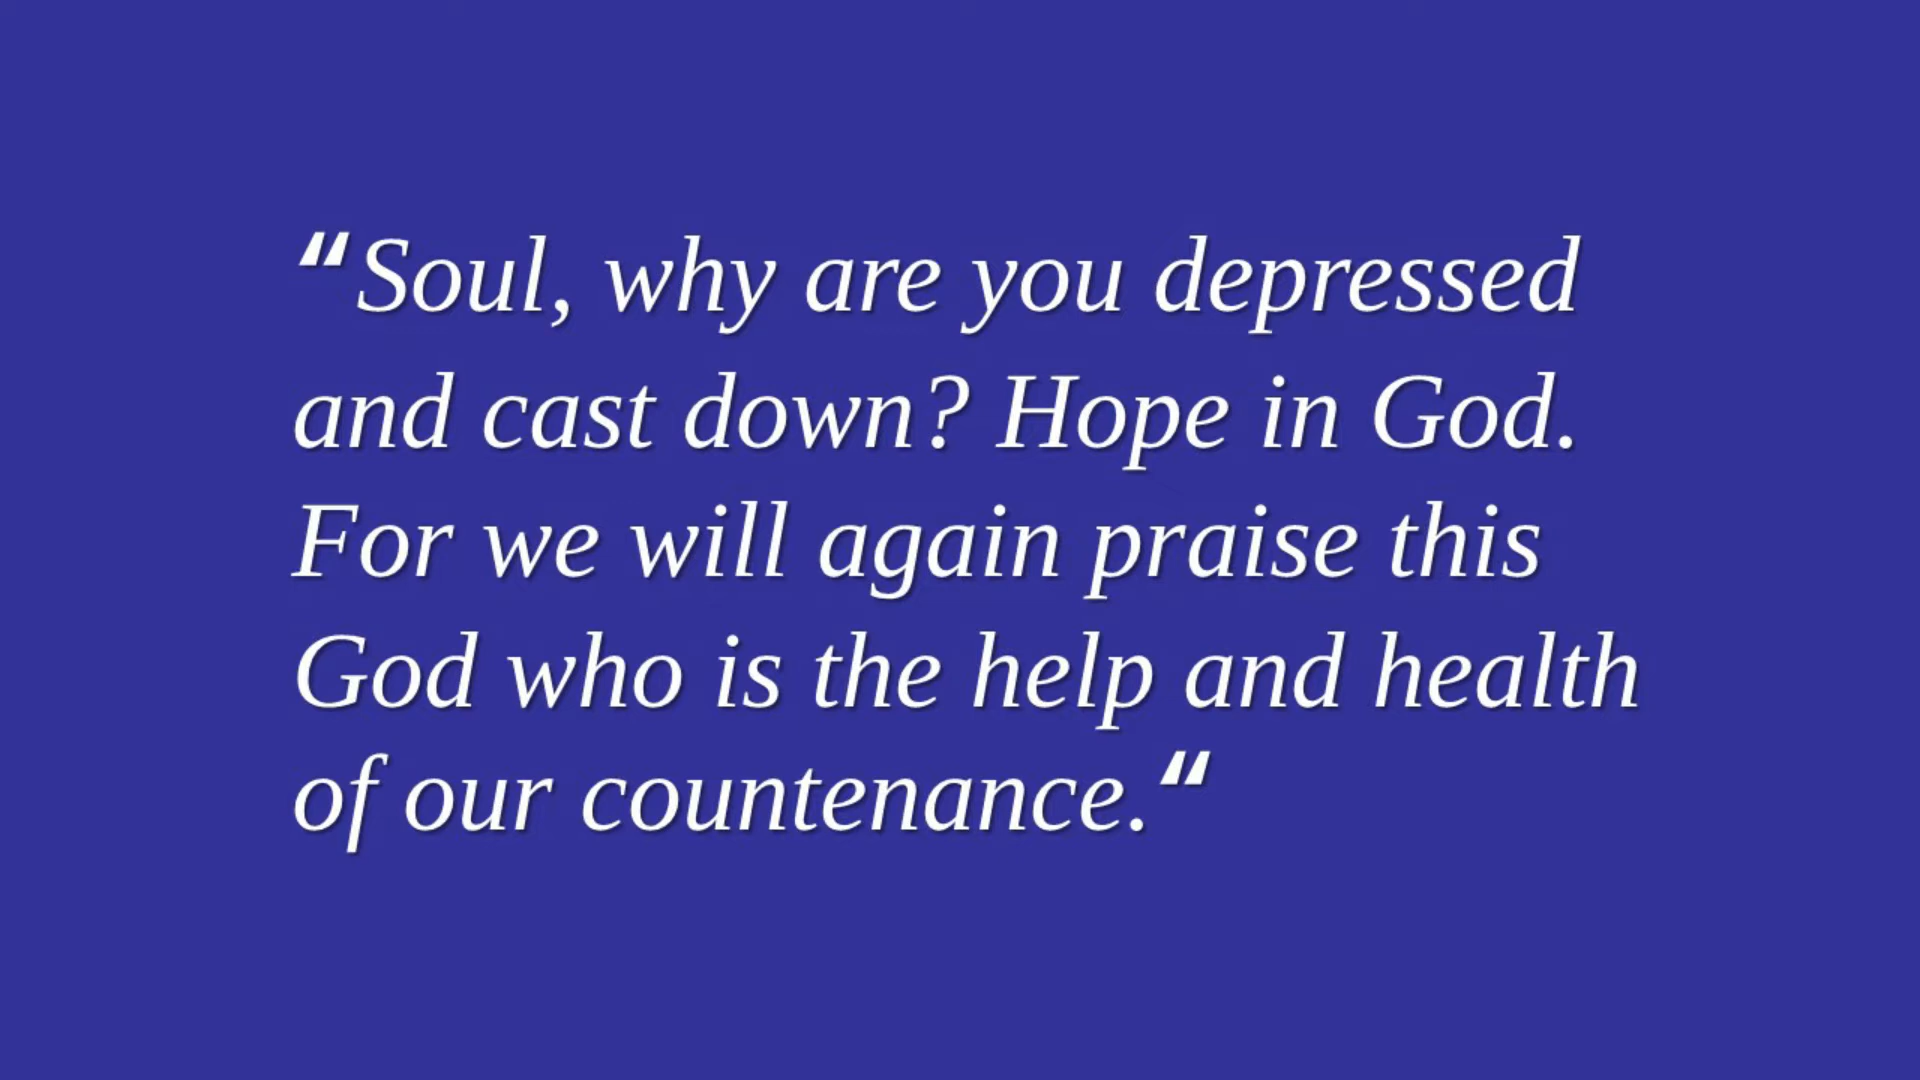 “Soul, why are you depressed
and cast down? Hope in God.
For we will again praise this
God who is the help and health
of our countenance.“